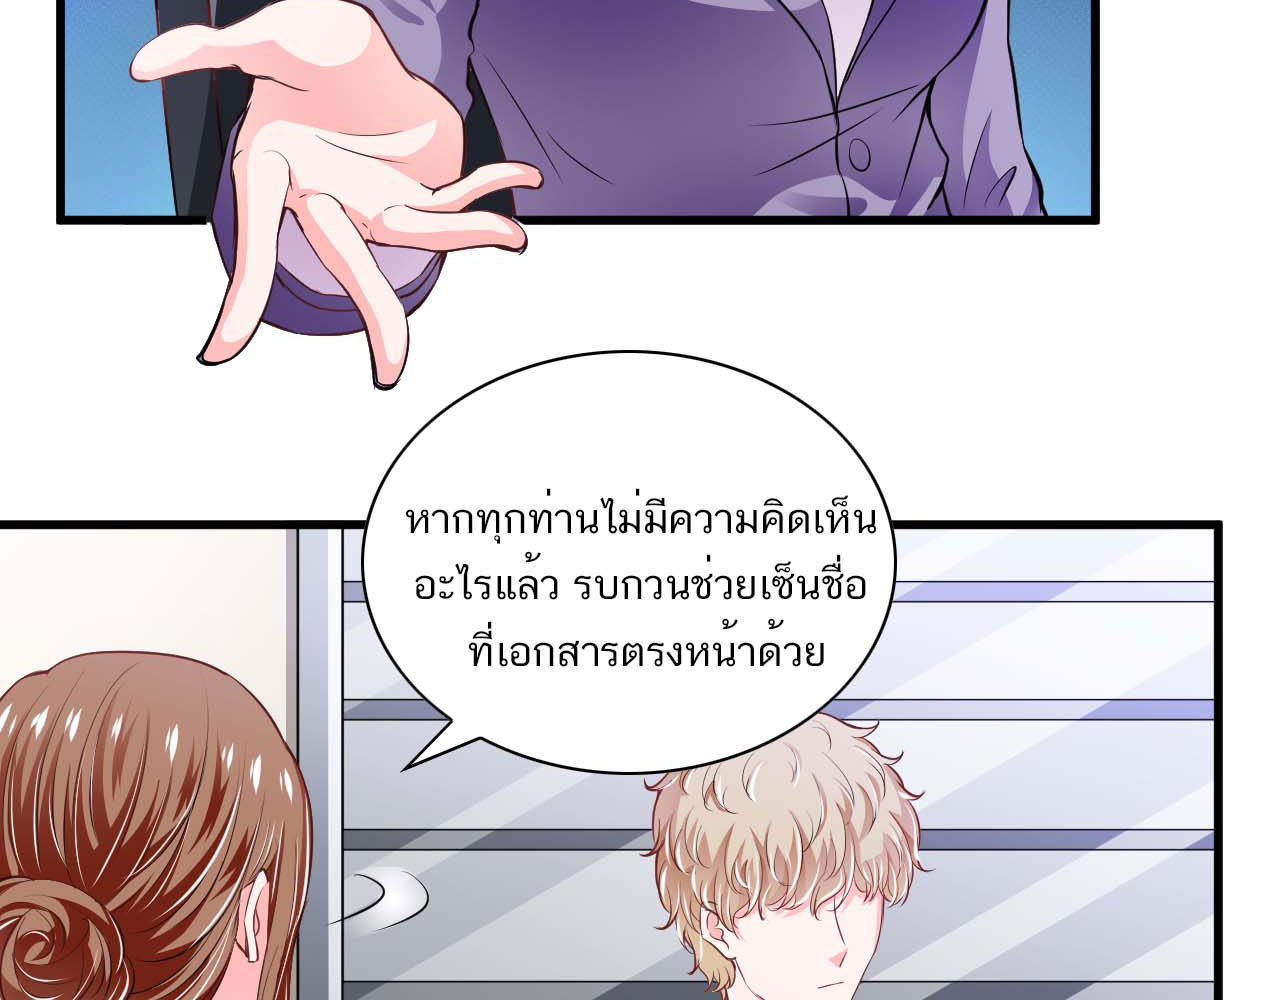 หากทุกท่านไม่มีความคิดเห็น
อะไรแล้ว รบกวนช่วยเซ็นชื่อ
ที่เอกสารตรงหน้าด้วย